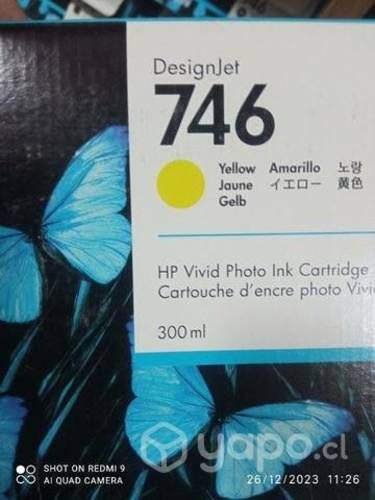 DesignJet
746
Yellow Amarillo 노랑
Jaune イエロー 黄色
Gelb
HP Vivid Photo Ink Cartridge
Cartouche d'encre photo Vivi
300 ml
yapo.cl
SHOT ON REDMI 9
AI QUAD CAMERA
26/12/2023 11:26